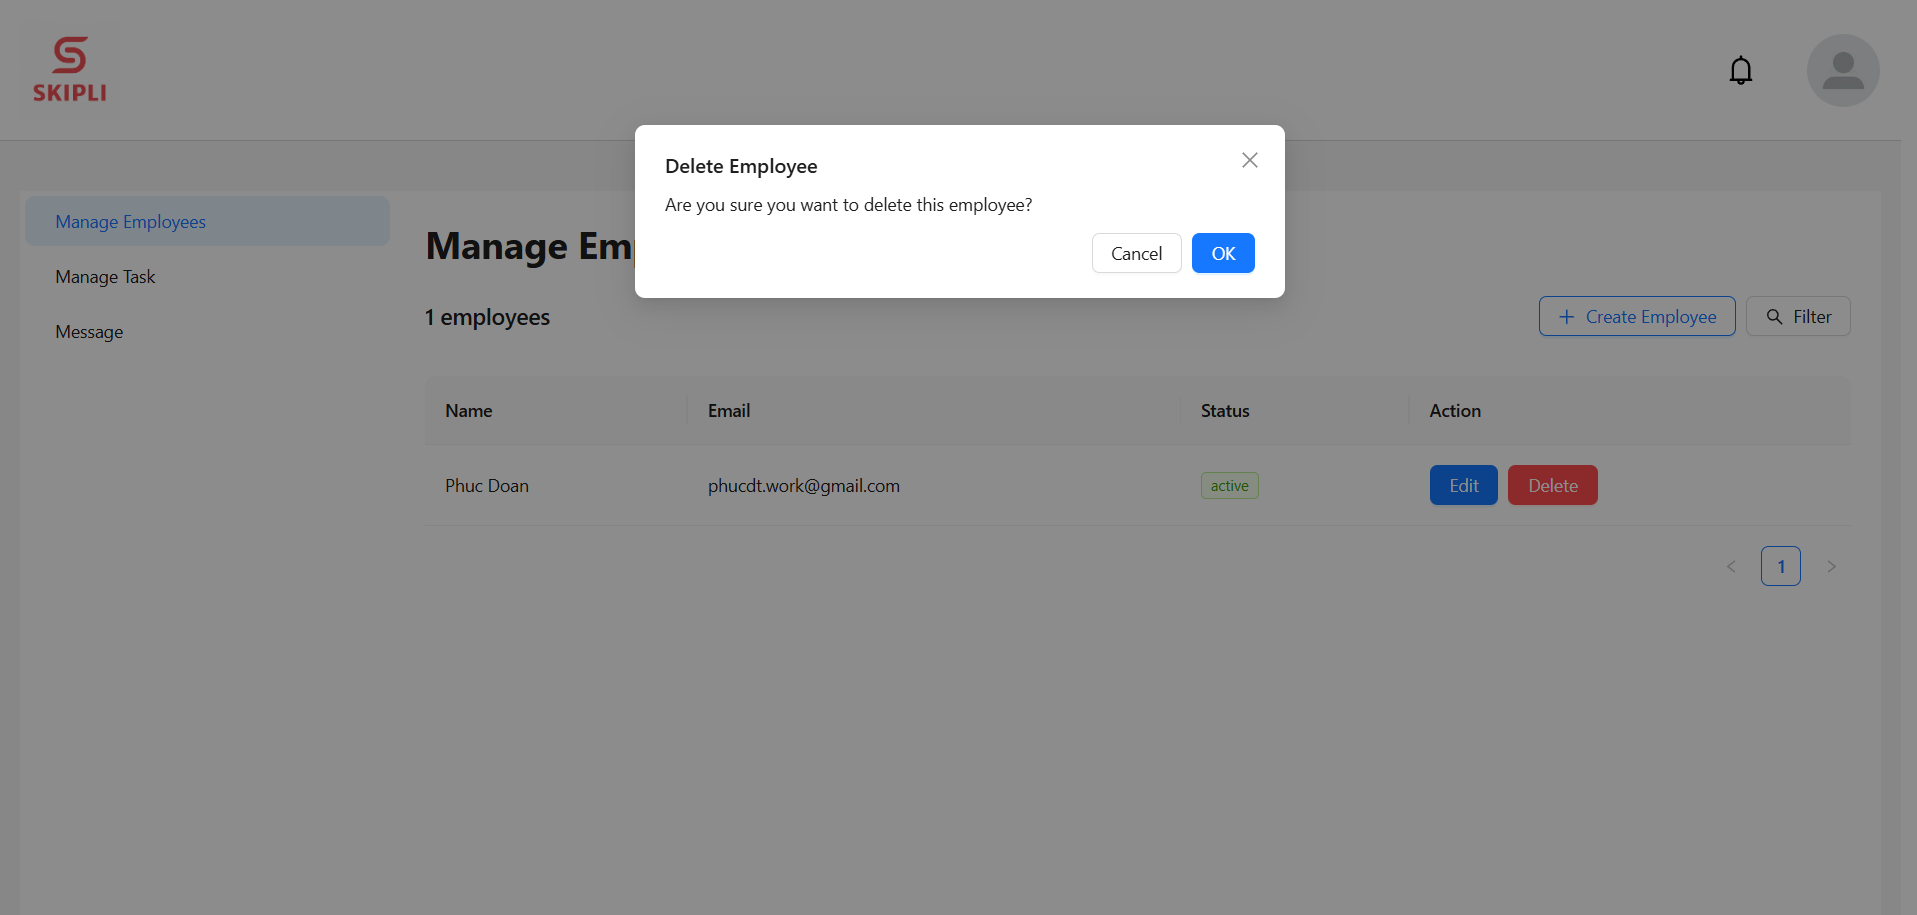 SKIPLI
Delete Employee
Are you sure you want to delete this employee?
Cancel
OK
Manage Employees
Manage Task
Message
Manage Em
1 employees
Create Employee
Filter
Name Email Status Action
Phuc Doan phucdt.work@gmail.com active Edit Delete
1